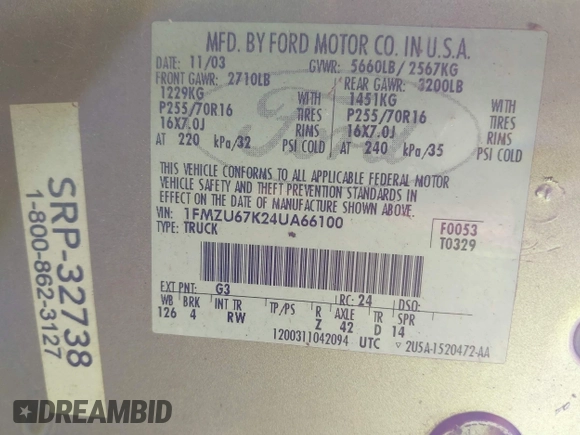 MFD. BY FORD MOTOR CO. IN U.S.A.
DATE: 11/03 GVWR: 5660LB/ 2567KG
FRONT GAWR: 2710LB REAR GAWR: 3200LB
1229KG WITH 1451KG WITH
P255/70R16 TIRES P255/70R16 TIRES
16X7.0J RIMS 16X7.0J RIMS
AT 220 kPa/32 PSI COLD AT 240 kPa/35 PSI COLD
Ford
THIS VEHICLE CONFORMS TO ALL APPLICABLE FEDERAL MOTOR
VEHICLE SAFETY AND THEFT PREVENTION STANDARDS IN
EFFECT ON THE DATE OF MANUFACTURE SHOWN ABOVE.
VIN: 1FMZU67K24UA66100
TYPE: TRUCK
F0053
T0329
EXT PNT: G3 RC: 24 DSO:
WB BRK INT TR TP/PS R AXLE TR SPR
126 4 RW Z 42 D 14
1200311042094 UTC ▽ 2U5A-1520472-AA
SRP-32738
1-800-862-3127
DREAMBID